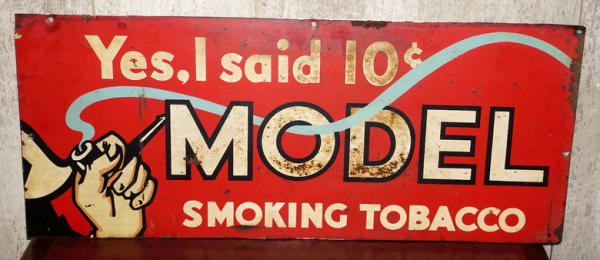 Yes, I said 10¢
MODEL
SMOKING TOBACCO